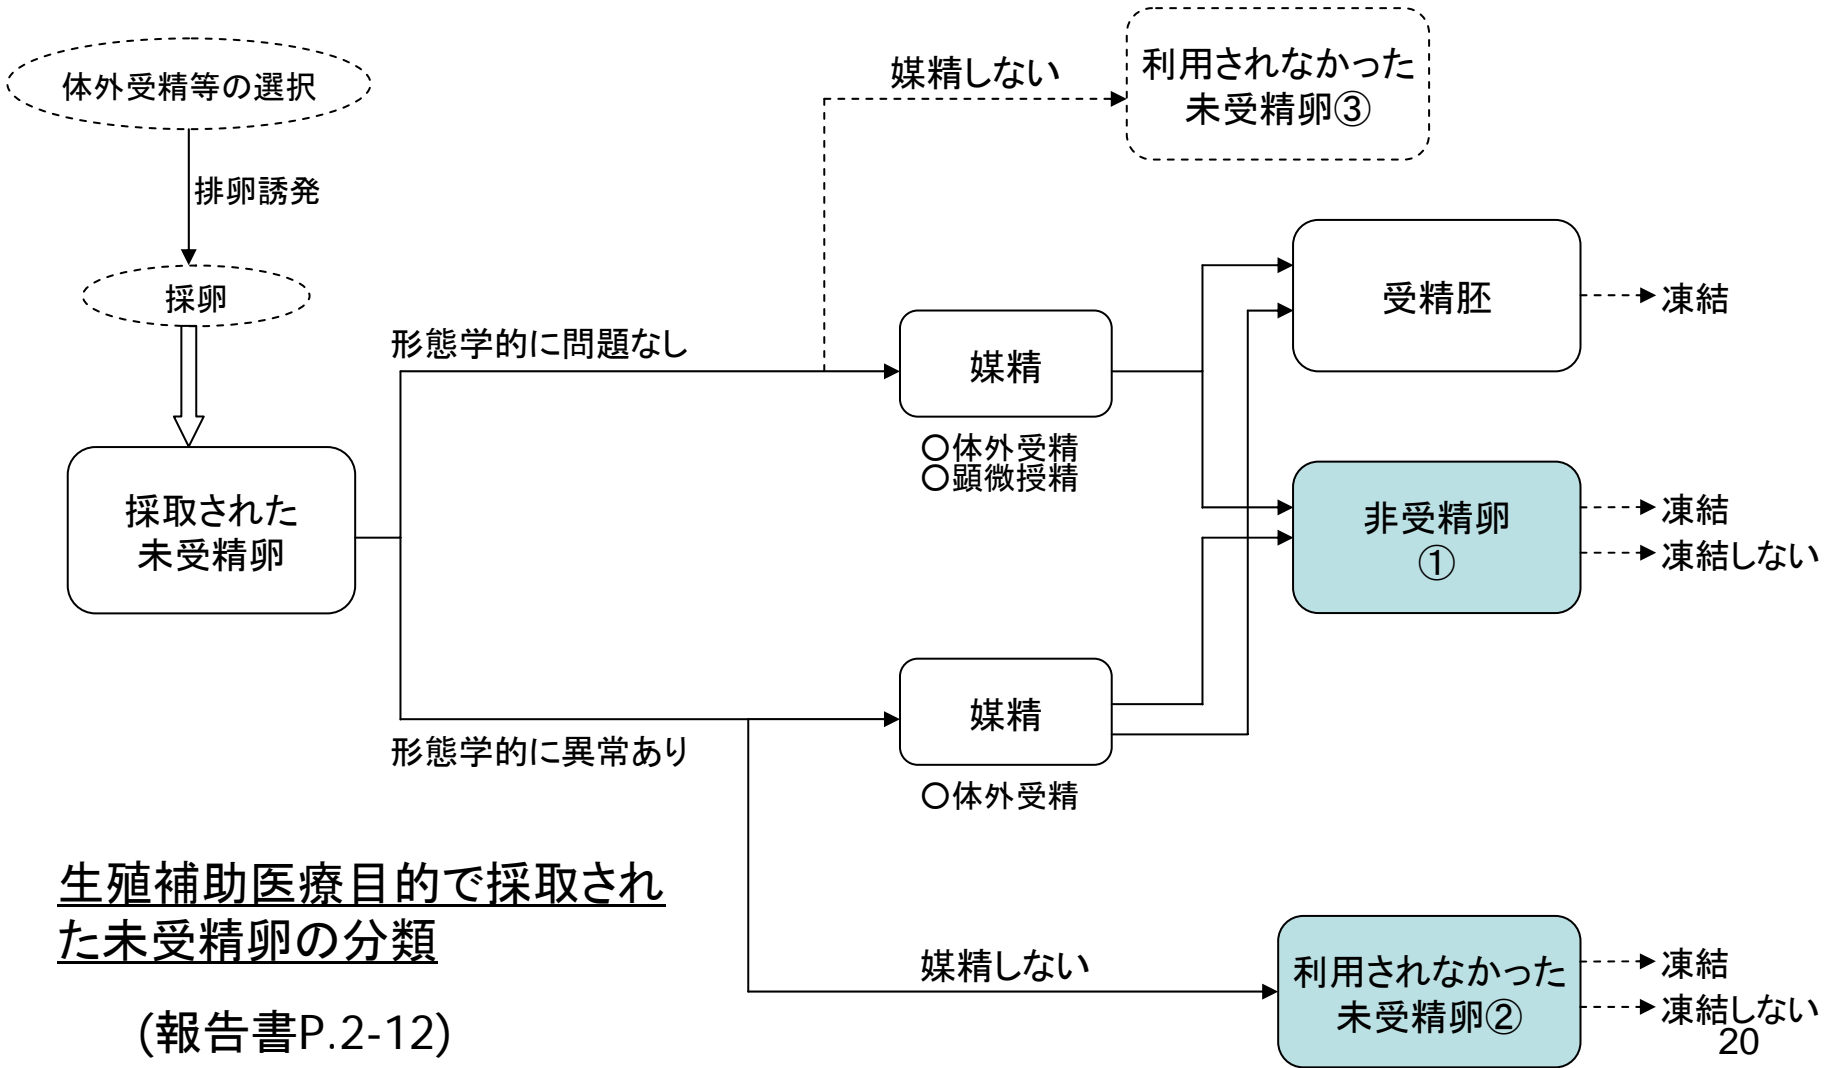 体外受精等の選択
排卵誘発
採卵
採取された
未受精卵
形態学的に問題なし
形態学的に異常あり
媒精しない
利用されなかった
未受精卵③
媒精
○体外受精
○顕微授精
受精胚
凍結
非受精卵
①
凍結
凍結しない
媒精
○体外受精
媒精しない
利用されなかった
未受精卵②
凍結
凍結しない
生殖補助医療目的で採取され
た未受精卵の分類
(報告書P.2-12)
20